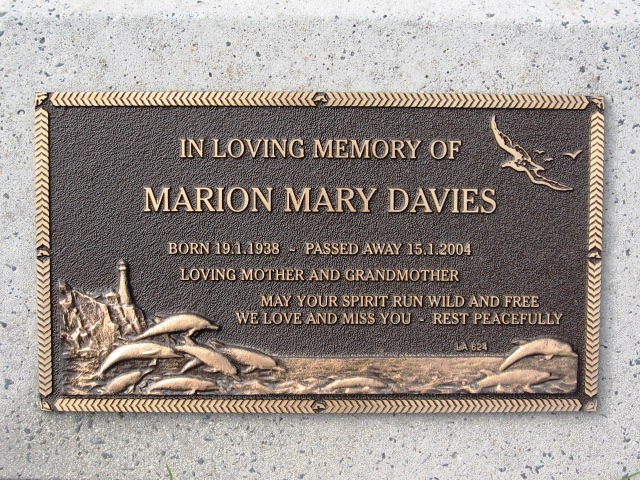 IN LOVING MEMORY OF
MARION MARY DAVIES
BORN 19.1.1938 - PASSED AWAY 15.1.2004
LOVING MOTHER AND GRANDMOTHER
MAY YOUR SPIRIT RUN WILD AND FREE
WE LOVE AND MISS YOU - REST PEACEFULLY
LA 624